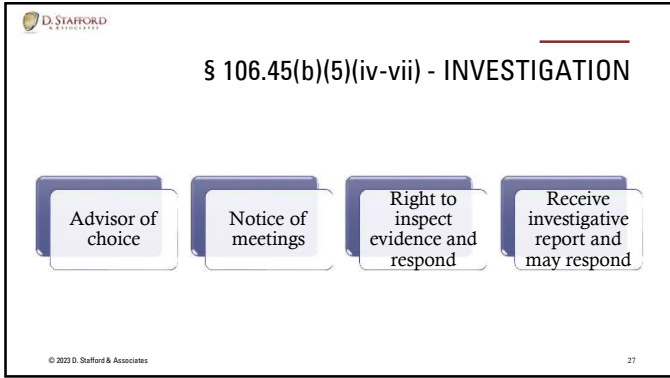 D. STAFFORD
& ASSOCIATES
§ 106.45(b)(5)(iv-vii) - INVESTIGATION
Advisor of
choice
Notice of
meetings
Right to
inspect
evidence and
respond
Receive
investigative
report and
may respond
© 2023 D. Stafford & Associates
27